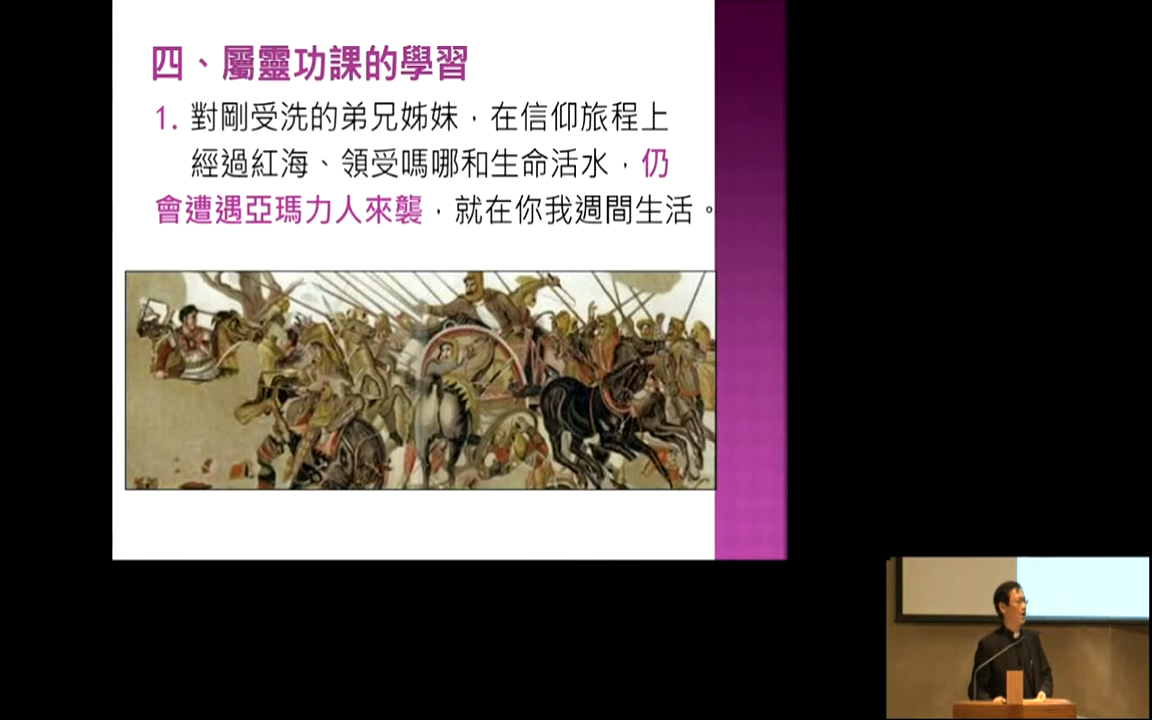 四、屬靈功課的學習
1. 對剛受洗的弟兄姊妹，在信仰旅程上
經過紅海、領受嗎哪和生命活水，仍
會遭遇亞瑪力人來襲，就在你我週間生活。